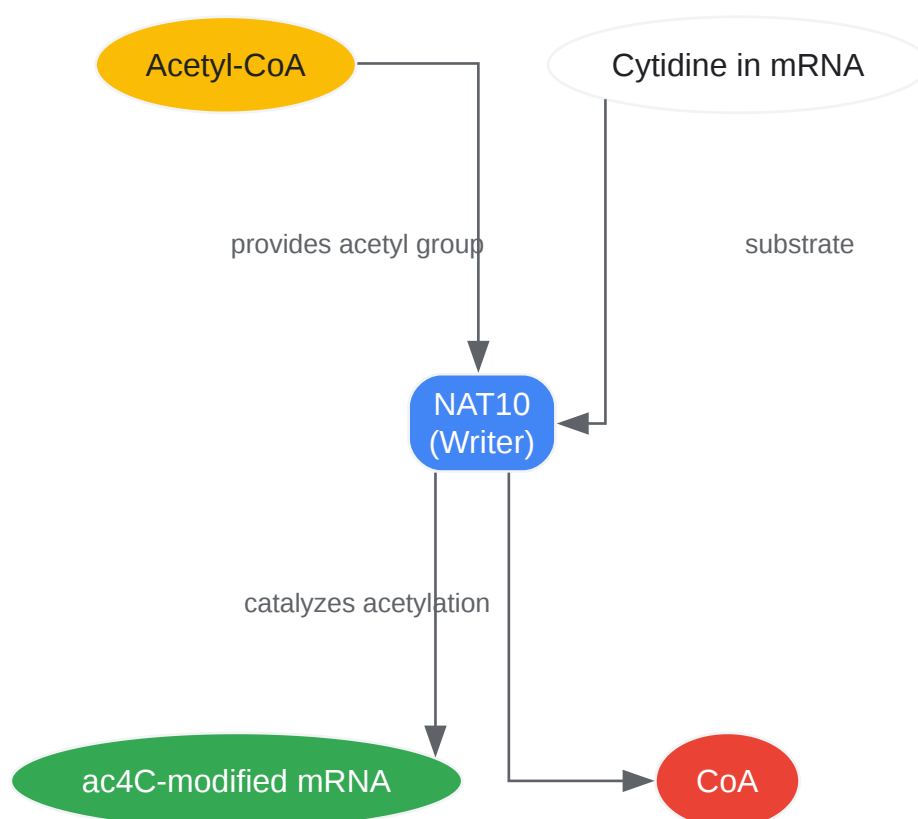 Acetyl-CoA
Cytidine in mRNA
provides acetyl group
substrate
NAT10
(Writer)
catalyzes acetylation
ac4C-modified mRNA
CoA